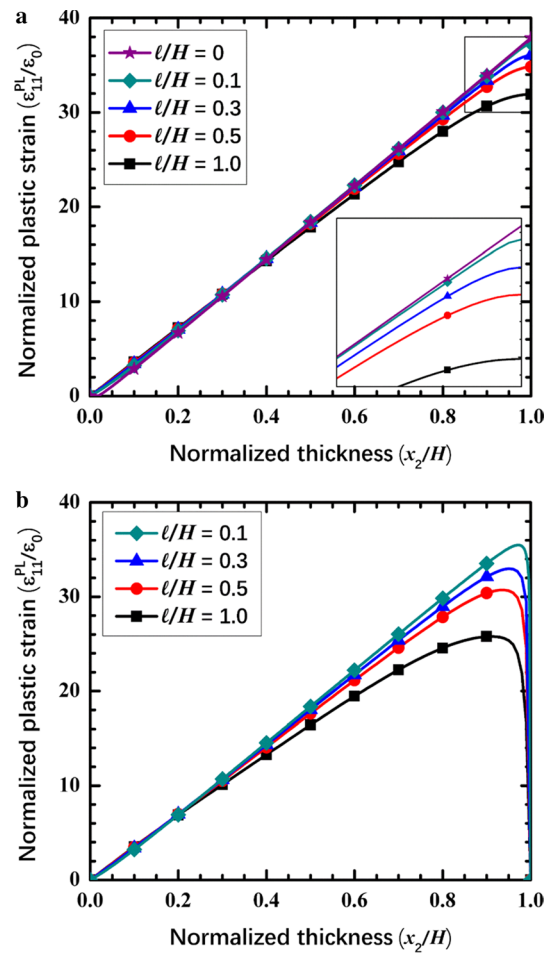 a
ℓ/H = 0
ℓ/H = 0.1
ℓ/H = 0.3
ℓ/H = 0.5
ℓ/H = 1.0
Normalized plastic strain (ε₁₁ᴾᴸ/ε₀)
40
30
20
10
0
0.0 0.2 0.4 0.6 0.8 1.0
Normalized thickness (x₂/H)
b
ℓ/H = 0.1
ℓ/H = 0.3
ℓ/H = 0.5
ℓ/H = 1.0
Normalized plastic strain (ε₁₁ᴾᴸ/ε₀)
40
30
20
10
0
0.0 0.2 0.4 0.6 0.8 1.0
Normalized thickness (x₂/H)